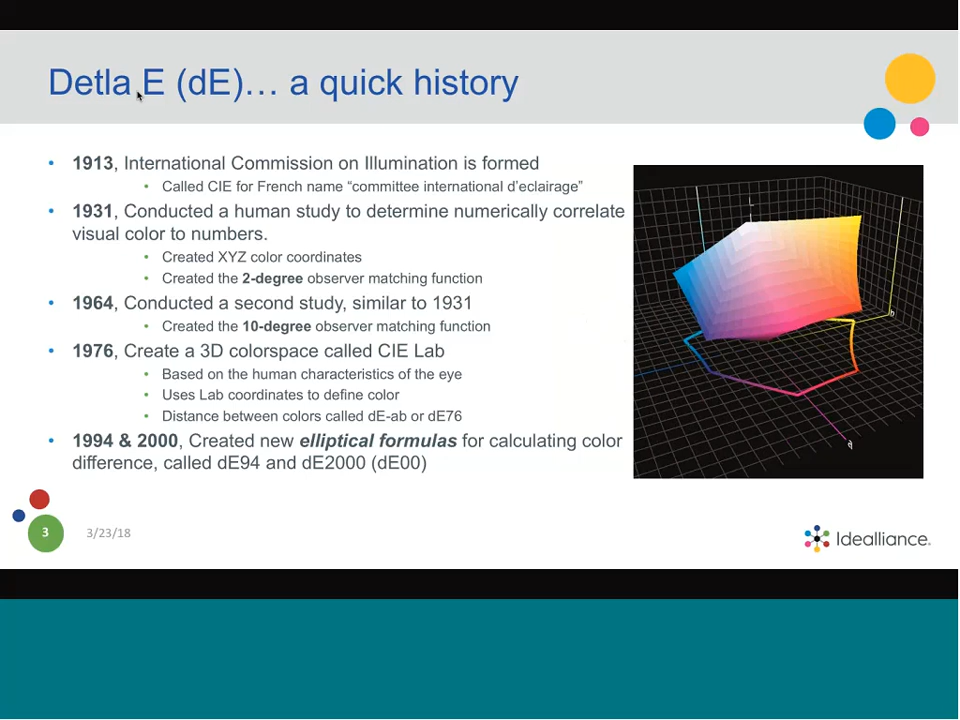 Detla E (dE)… a quick history
• 1913, International Commission on Illumination is formed
• Called CIE for French name “committee international d’eclairage”
• 1931, Conducted a human study to determine numerically correlate
visual color to numbers.
• Created XYZ color coordinates
• Created the 2-degree observer matching function
• 1964, Conducted a second study, similar to 1931
• Created the 10-degree observer matching function
• 1976, Create a 3D colorspace called CIE Lab
• Based on the human characteristics of the eye
• Uses Lab coordinates to define color
• Distance between colors called dE-ab or dE76
• 1994 & 2000, Created new elliptical formulas for calculating color
difference, called dE94 and dE2000 (dE00)
L
b
a
3
3/23/18
Idealliance.